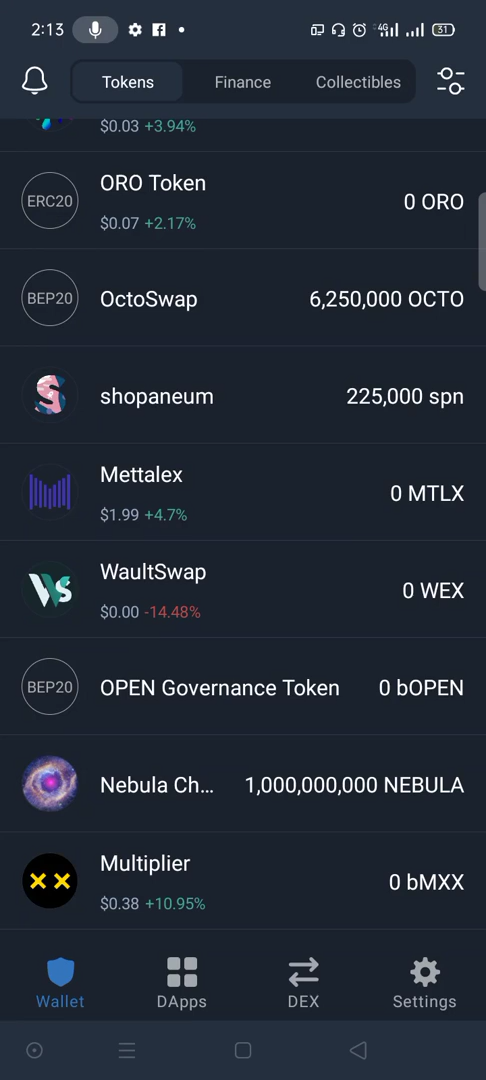 2:13
4G
31
Tokens
Finance
Collectibles
$0.03 +3.94%
ERC20
ORO Token
0 ORO
$0.07 +2.17%
BEP20
OctoSwap
6,250,000 OCTO
shopaneum
225,000 spn
Mettalex
0 MTLX
$1.99 +4.7%
WaultSwap
0 WEX
$0.00 -14.48%
BEP20
OPEN Governance Token
0 bOPEN
Nebula Ch...
1,000,000,000 NEBULA
Multiplier
0 bMXX
$0.38 +10.95%
Wallet
DApps
DEX
Settings